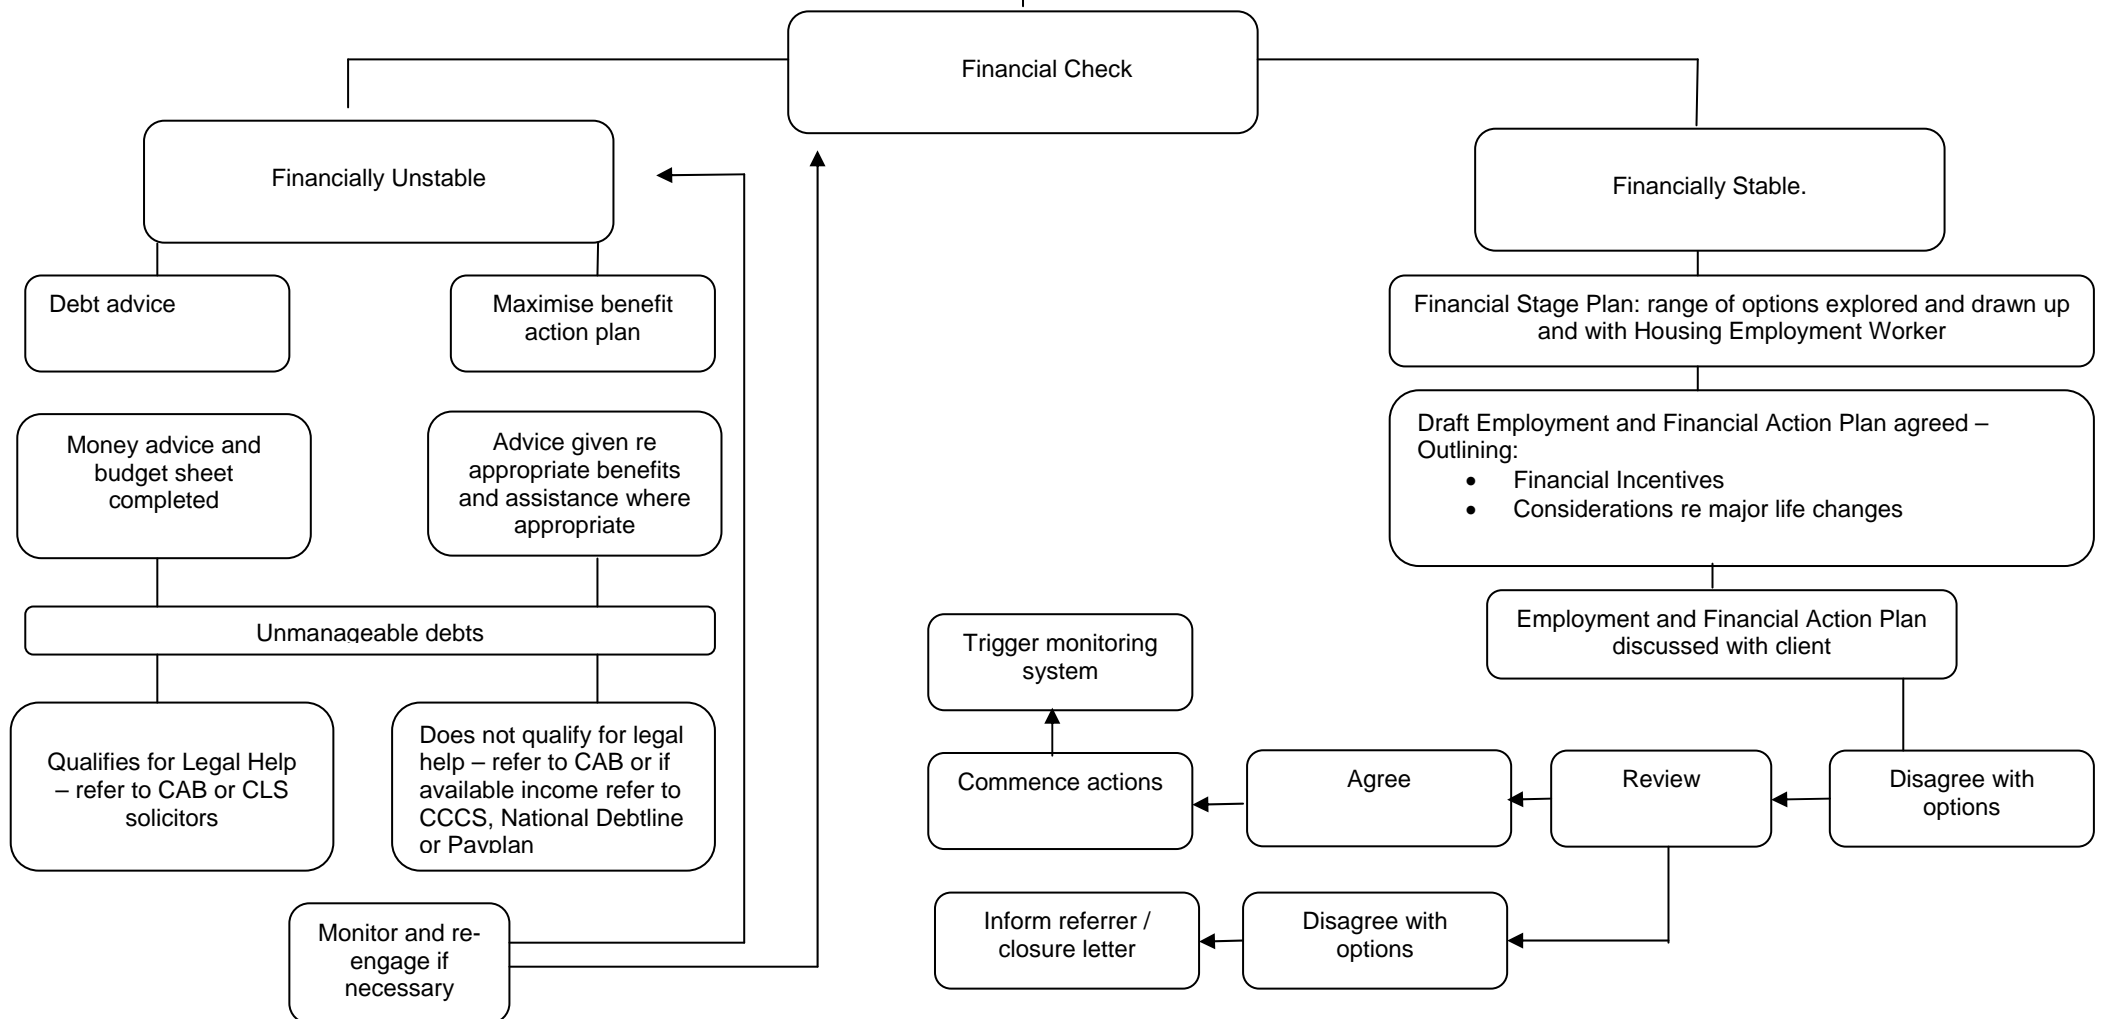 Financial Check
Financially Unstable
Financially Stable.
Debt advice
Maximise benefit
action plan
Financial Stage Plan: range of options explored and drawn up
and with Housing Employment Worker
Money advice and
budget sheet
completed
Advice given re
appropriate benefits
and assistance where
appropriate
Draft Employment and Financial Action Plan agreed –
Outlining:
• Financial Incentives
• Considerations re major life changes
Unmanageable debts
Employment and Financial Action Plan
discussed with client
Trigger monitoring
system
Qualifies for Legal Help
– refer to CAB or CLS
solicitors
Does not qualify for legal
help – refer to CAB or if
available income refer to
CCCS, National Debtline
or Payplan
Commence actions
Agree
Review
Disagree with
options
Monitor and re-
engage if
necessary
Inform referrer /
closure letter
Disagree with
options